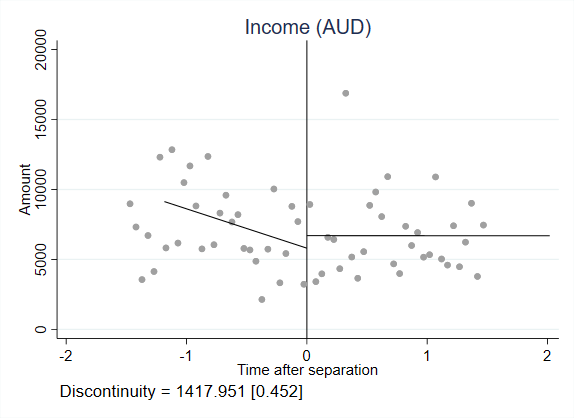 Income (AUD)
20000
15000
10000
5000
0
Amount
-2
-1
0
1
2
Time after separation
Discontinuity = 1417.951 [0.452]